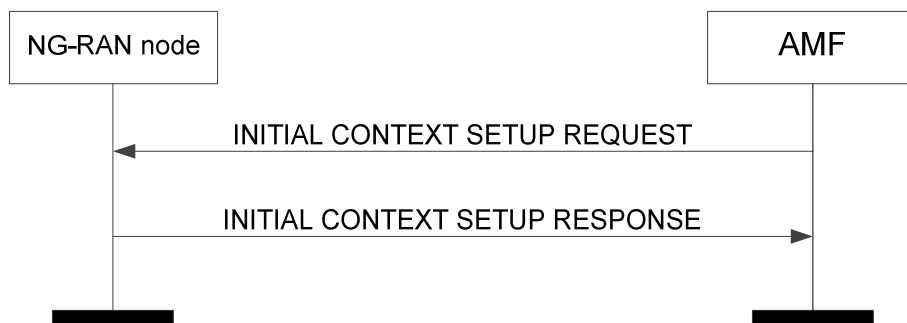 NG-RAN node
AMF
INITIAL CONTEXT SETUP REQUEST
INITIAL CONTEXT SETUP RESPONSE